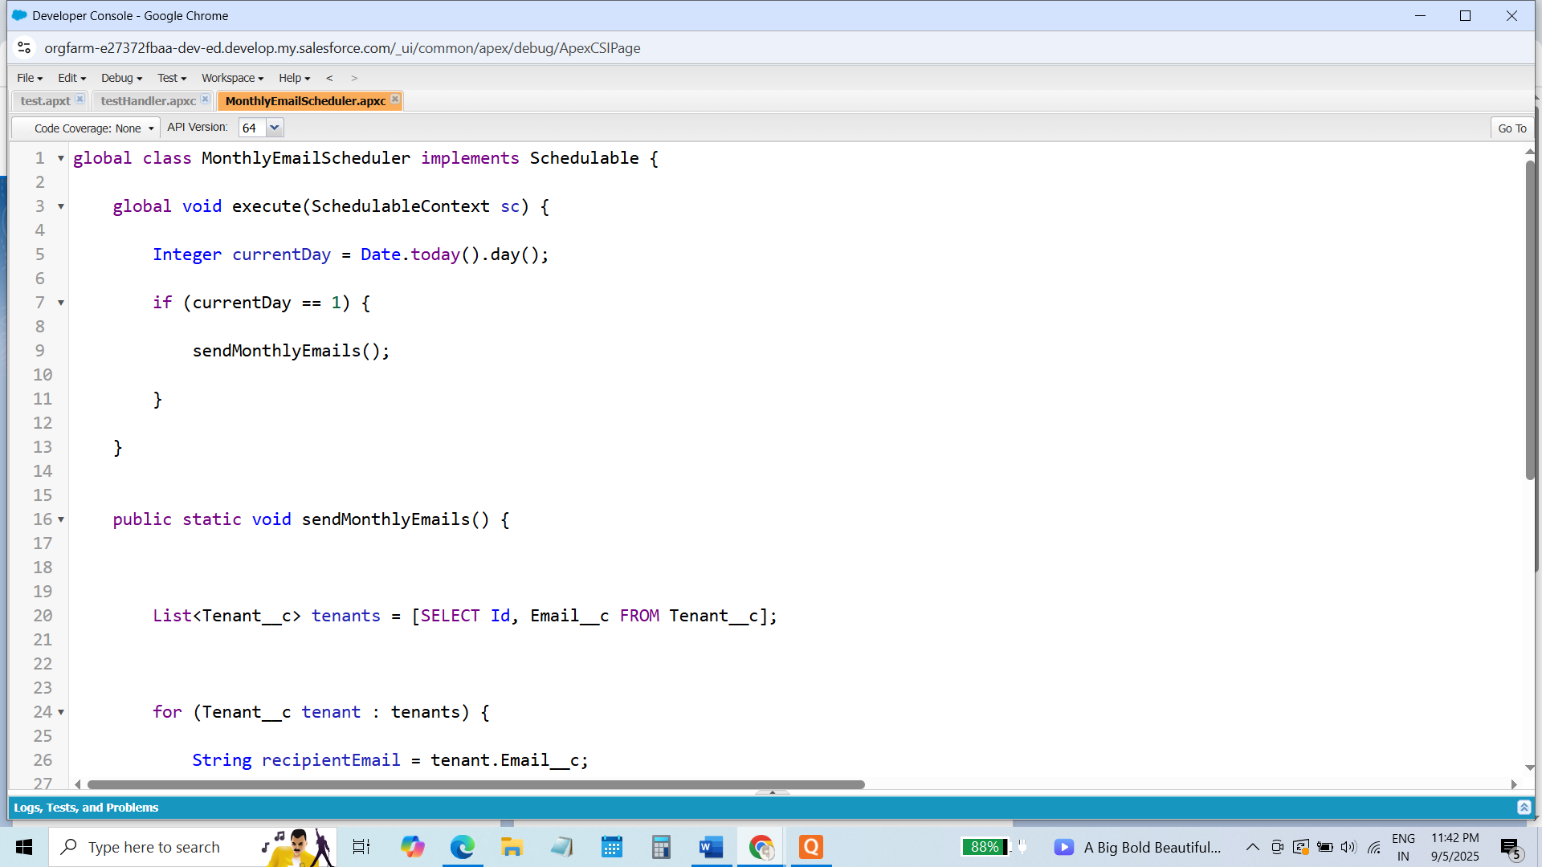 Developer Console - Google Chrome
orgfarm-e27372fbaa-dev-ed.develop.my.salesforce.com/_ui/common/apex/debug/ApexCSIPage
File Edit Debug Test Workspace Help < >
test.apxt testHandler.apxc MonthlyEmailScheduler.apxc
Code Coverage: None API Version: 64 Go To
1 global class MonthlyEmailScheduler implements Schedulable {
2
3 global void execute(SchedulableContext sc) {
4
5 Integer currentDay = Date.today().day();
6
7 if (currentDay == 1) {
8
9 sendMonthlyEmails();
10
11 }
12
13 }
14
15
16 public static void sendMonthlyEmails() {
17
18
19
20 List<Tenant__c> tenants = [SELECT Id, Email__c FROM Tenant__c];
21
22
23
24 for (Tenant__c tenant : tenants) {
25
26 String recipientEmail = tenant.Email__c;
27
Logs, Tests, and Problems
Type here to search 88% A Big Bold Beautiful... ENG 11:42 PM
IN 9/5/2025 5